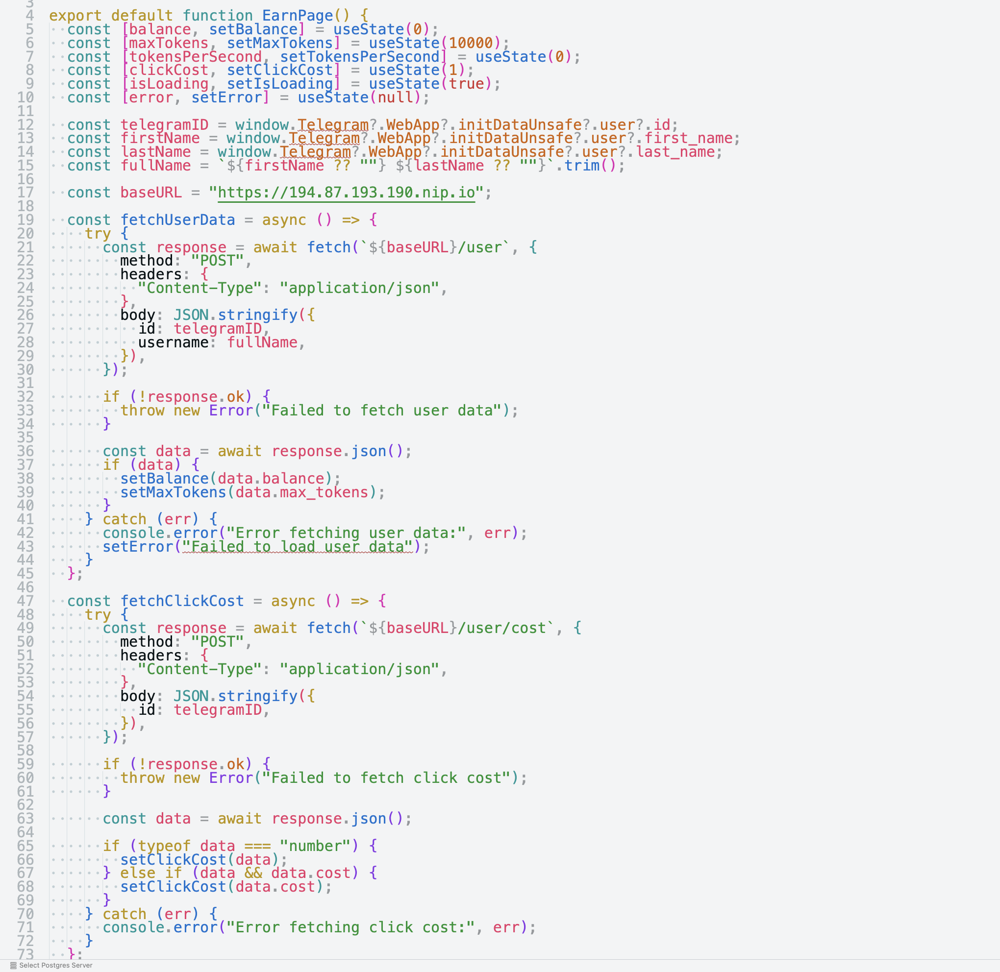 3
4 export default function EarnPage() {
5 ··const [balance, setBalance] = useState(0);
6 ··const [maxTokens, setMaxTokens] = useState(10000);
7 ··const [tokensPerSecond, setTokensPerSecond] = useState(0);
8 ··const [clickCost, setClickCost] = useState(1);
9 ··const [isLoading, setIsLoading] = useState(true);
10 ··const [error, setError] = useState(null);
11
12 ··const telegramID = window.Telegram?.WebApp?.initDataUnsafe?.user?.id;
13 ··const firstName = window.Telegram?.WebApp?.initDataUnsafe?.user?.first_name;
14 ··const lastName = window.Telegram?.WebApp?.initDataUnsafe?.user?.last_name;
15 ··const fullName = `${firstName ?? ""} ${lastName ?? ""}`.trim();
16
17 ··const baseURL = "https://194.87.193.190.nip.io";
18
19 ··const fetchUserData = async () => {
20 ····try {
21 ······const response = await fetch(`${baseURL}/user`, {
22 ········method: "POST",
23 ········headers: {
24 ··········"Content-Type": "application/json",
25 ········},
26 ········body: JSON.stringify({
27 ··········id: telegramID,
28 ··········username: fullName,
29 ········}),
30 ······});
31
32 ······if (!response.ok) {
33 ········throw new Error("Failed to fetch user data");
34 ······}
35
36 ······const data = await response.json();
37 ······if (data) {
38 ········setBalance(data.balance);
39 ········setMaxTokens(data.max_tokens);
40 ······}
41 ····} catch (err) {
42 ······console.error("Error fetching user data:", err);
43 ······setError("Failed to load user data");
44 ····}
45 ··};
46
47 ··const fetchClickCost = async () => {
48 ····try {
49 ······const response = await fetch(`${baseURL}/user/cost`, {
50 ········method: "POST",
51 ········headers: {
52 ··········"Content-Type": "application/json",
53 ········},
54 ········body: JSON.stringify({
55 ··········id: telegramID,
56 ········}),
57 ······});
58
59 ······if (!response.ok) {
60 ········throw new Error("Failed to fetch click cost");
61 ······}
62
63 ······const data = await response.json();
64
65 ······if (typeof data === "number") {
66 ········setClickCost(data);
67 ······} else if (data && data.cost) {
68 ········setClickCost(data.cost);
69 ······}
70 ····} catch (err) {
71 ······console.error("Error fetching click cost:", err);
72 ····}
73 ··};
Select Postgres Server